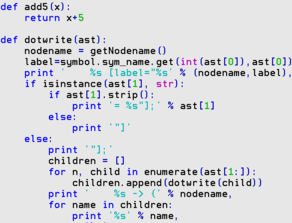 def add5(x):
    return x+5

def dotwrite(ast):
    nodename = getNodename()
    label=symbol.sym_name.get(int(ast[0]),ast[0])
    print '    %s [label="%s' % (nodename,label),
    if isinstance(ast[1], str):
        if ast[1].strip():
            print '= %s"];' % ast[1]
        else:
            print '"]'
    else:
        print '"];'
        children = []
        for n, child in enumerate(ast[1:]):
            children.append(dotwrite(child))
        print '    %s -> {' % nodename,
        for name in children:
            print '%s' % name,